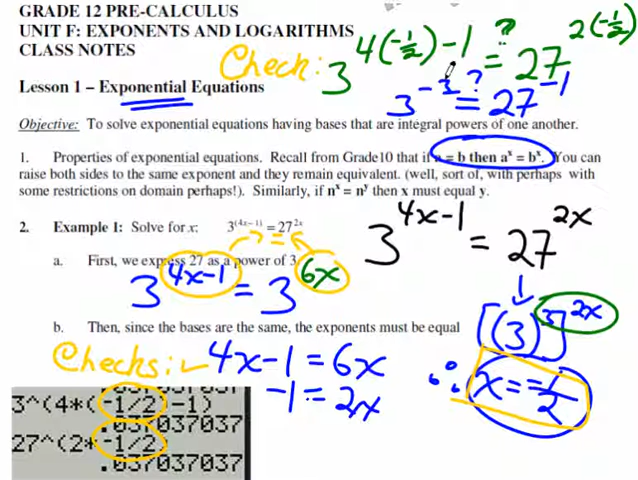 GRADE 12 PRE-CALCULUS
UNIT F: EXPONENTS AND LOGARITHMS
CLASS NOTES
Check: 3^{4(-1/2)-1} =? 27^{2(-1/2)}
3^{-3} =? 27^{-1}
Lesson 1 – Exponential Equations
Objective: To solve exponential equations having bases that are integral powers of one another.
1. Properties of exponential equations. Recall from Grade10 that if a = b then aˣ = bˣ. You can
raise both sides to the same exponent and they remain equivalent. (well, sort of, with perhaps with
some restrictions on domain perhaps!). Similarly, if nˣ = nʸ then x must equal y.
2. Example 1: Solve for x: 3^{(4x-1)} = 27^{2x}
3^{4x-1} = 27^{2x}
a. First, we express 27 as a power of 3
3^{4x-1} = 3^{6x}
[(3)^3]^{2x}
b. Then, since the bases are the same, the exponents must be equal
Checks: 4x-1 = 6x
-1 = 2x
∴ x = -1/2
.037037037
3^(4*(-1/2)-1)
.037037037
27^(2*-1/2)
.037037037